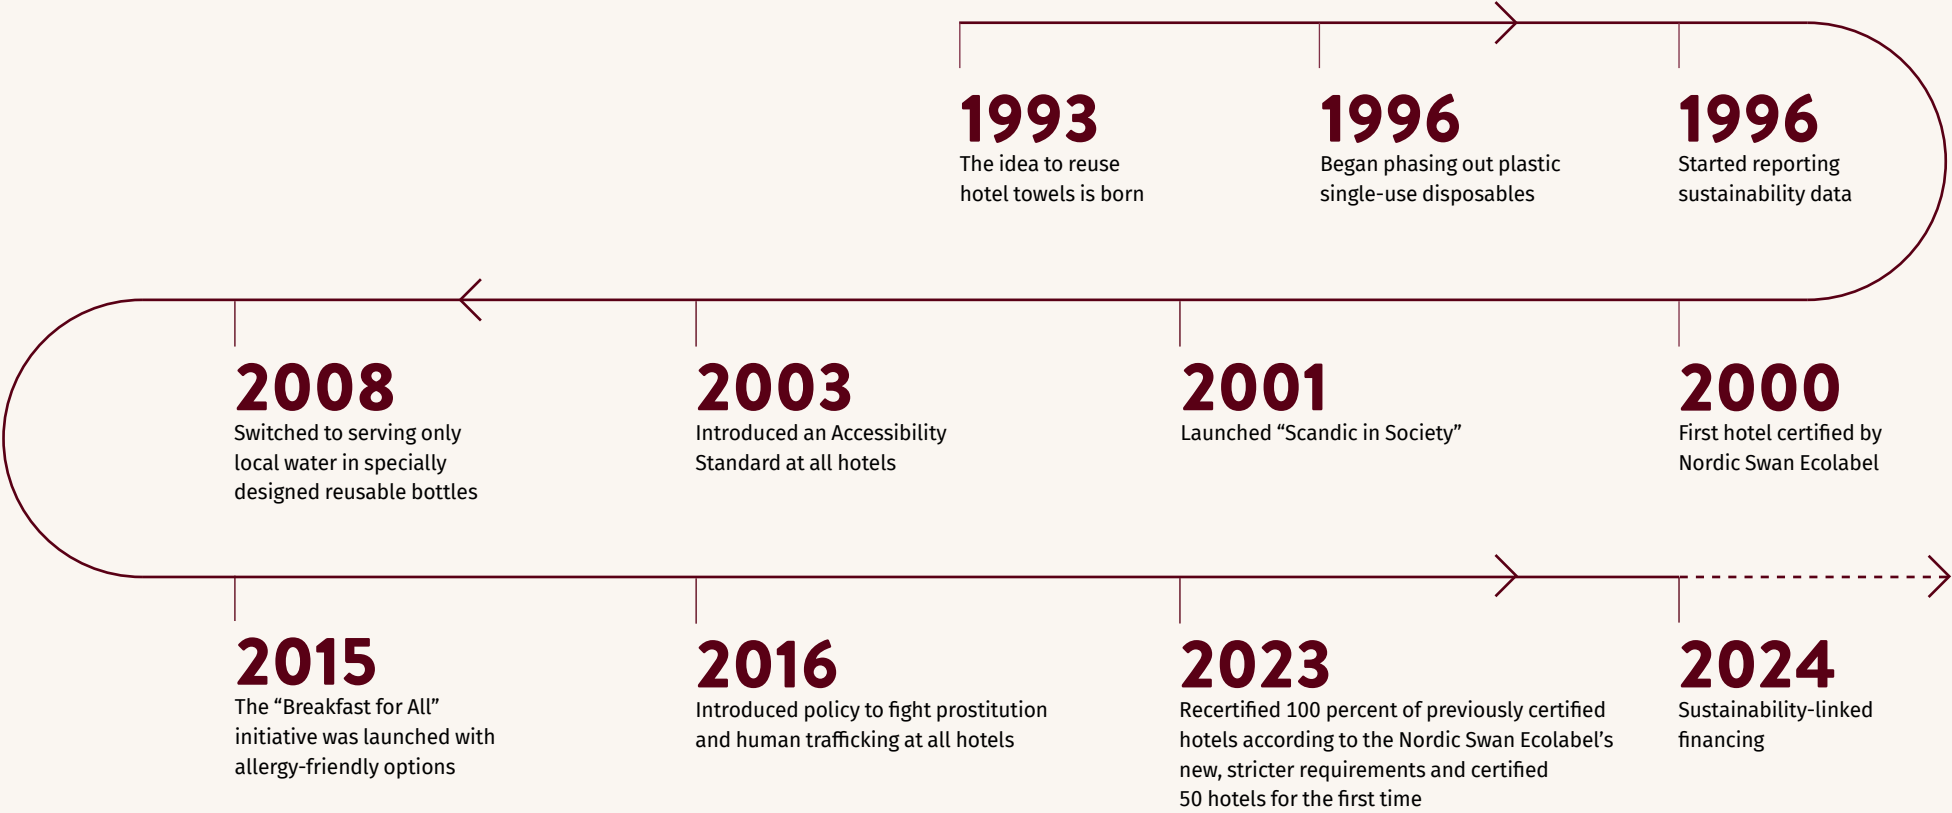 1993
The idea to reuse
hotel towels is born
1996
Began phasing out plastic
single-use disposables
1996
Started reporting
sustainability data
2000
First hotel certified by
Nordic Swan Ecolabel
2001
Launched “Scandic in Society”
2003
Introduced an Accessibility
Standard at all hotels
2008
Switched to serving only
local water in specially
designed reusable bottles
2015
The “Breakfast for All”
initiative was launched with
allergy-friendly options
2016
Introduced policy to fight prostitution
and human trafficking at all hotels
2023
Recertified 100 percent of previously certified
hotels according to the Nordic Swan Ecolabel’s
new, stricter requirements and certified
50 hotels for the first time
2024
Sustainability-linked
financing